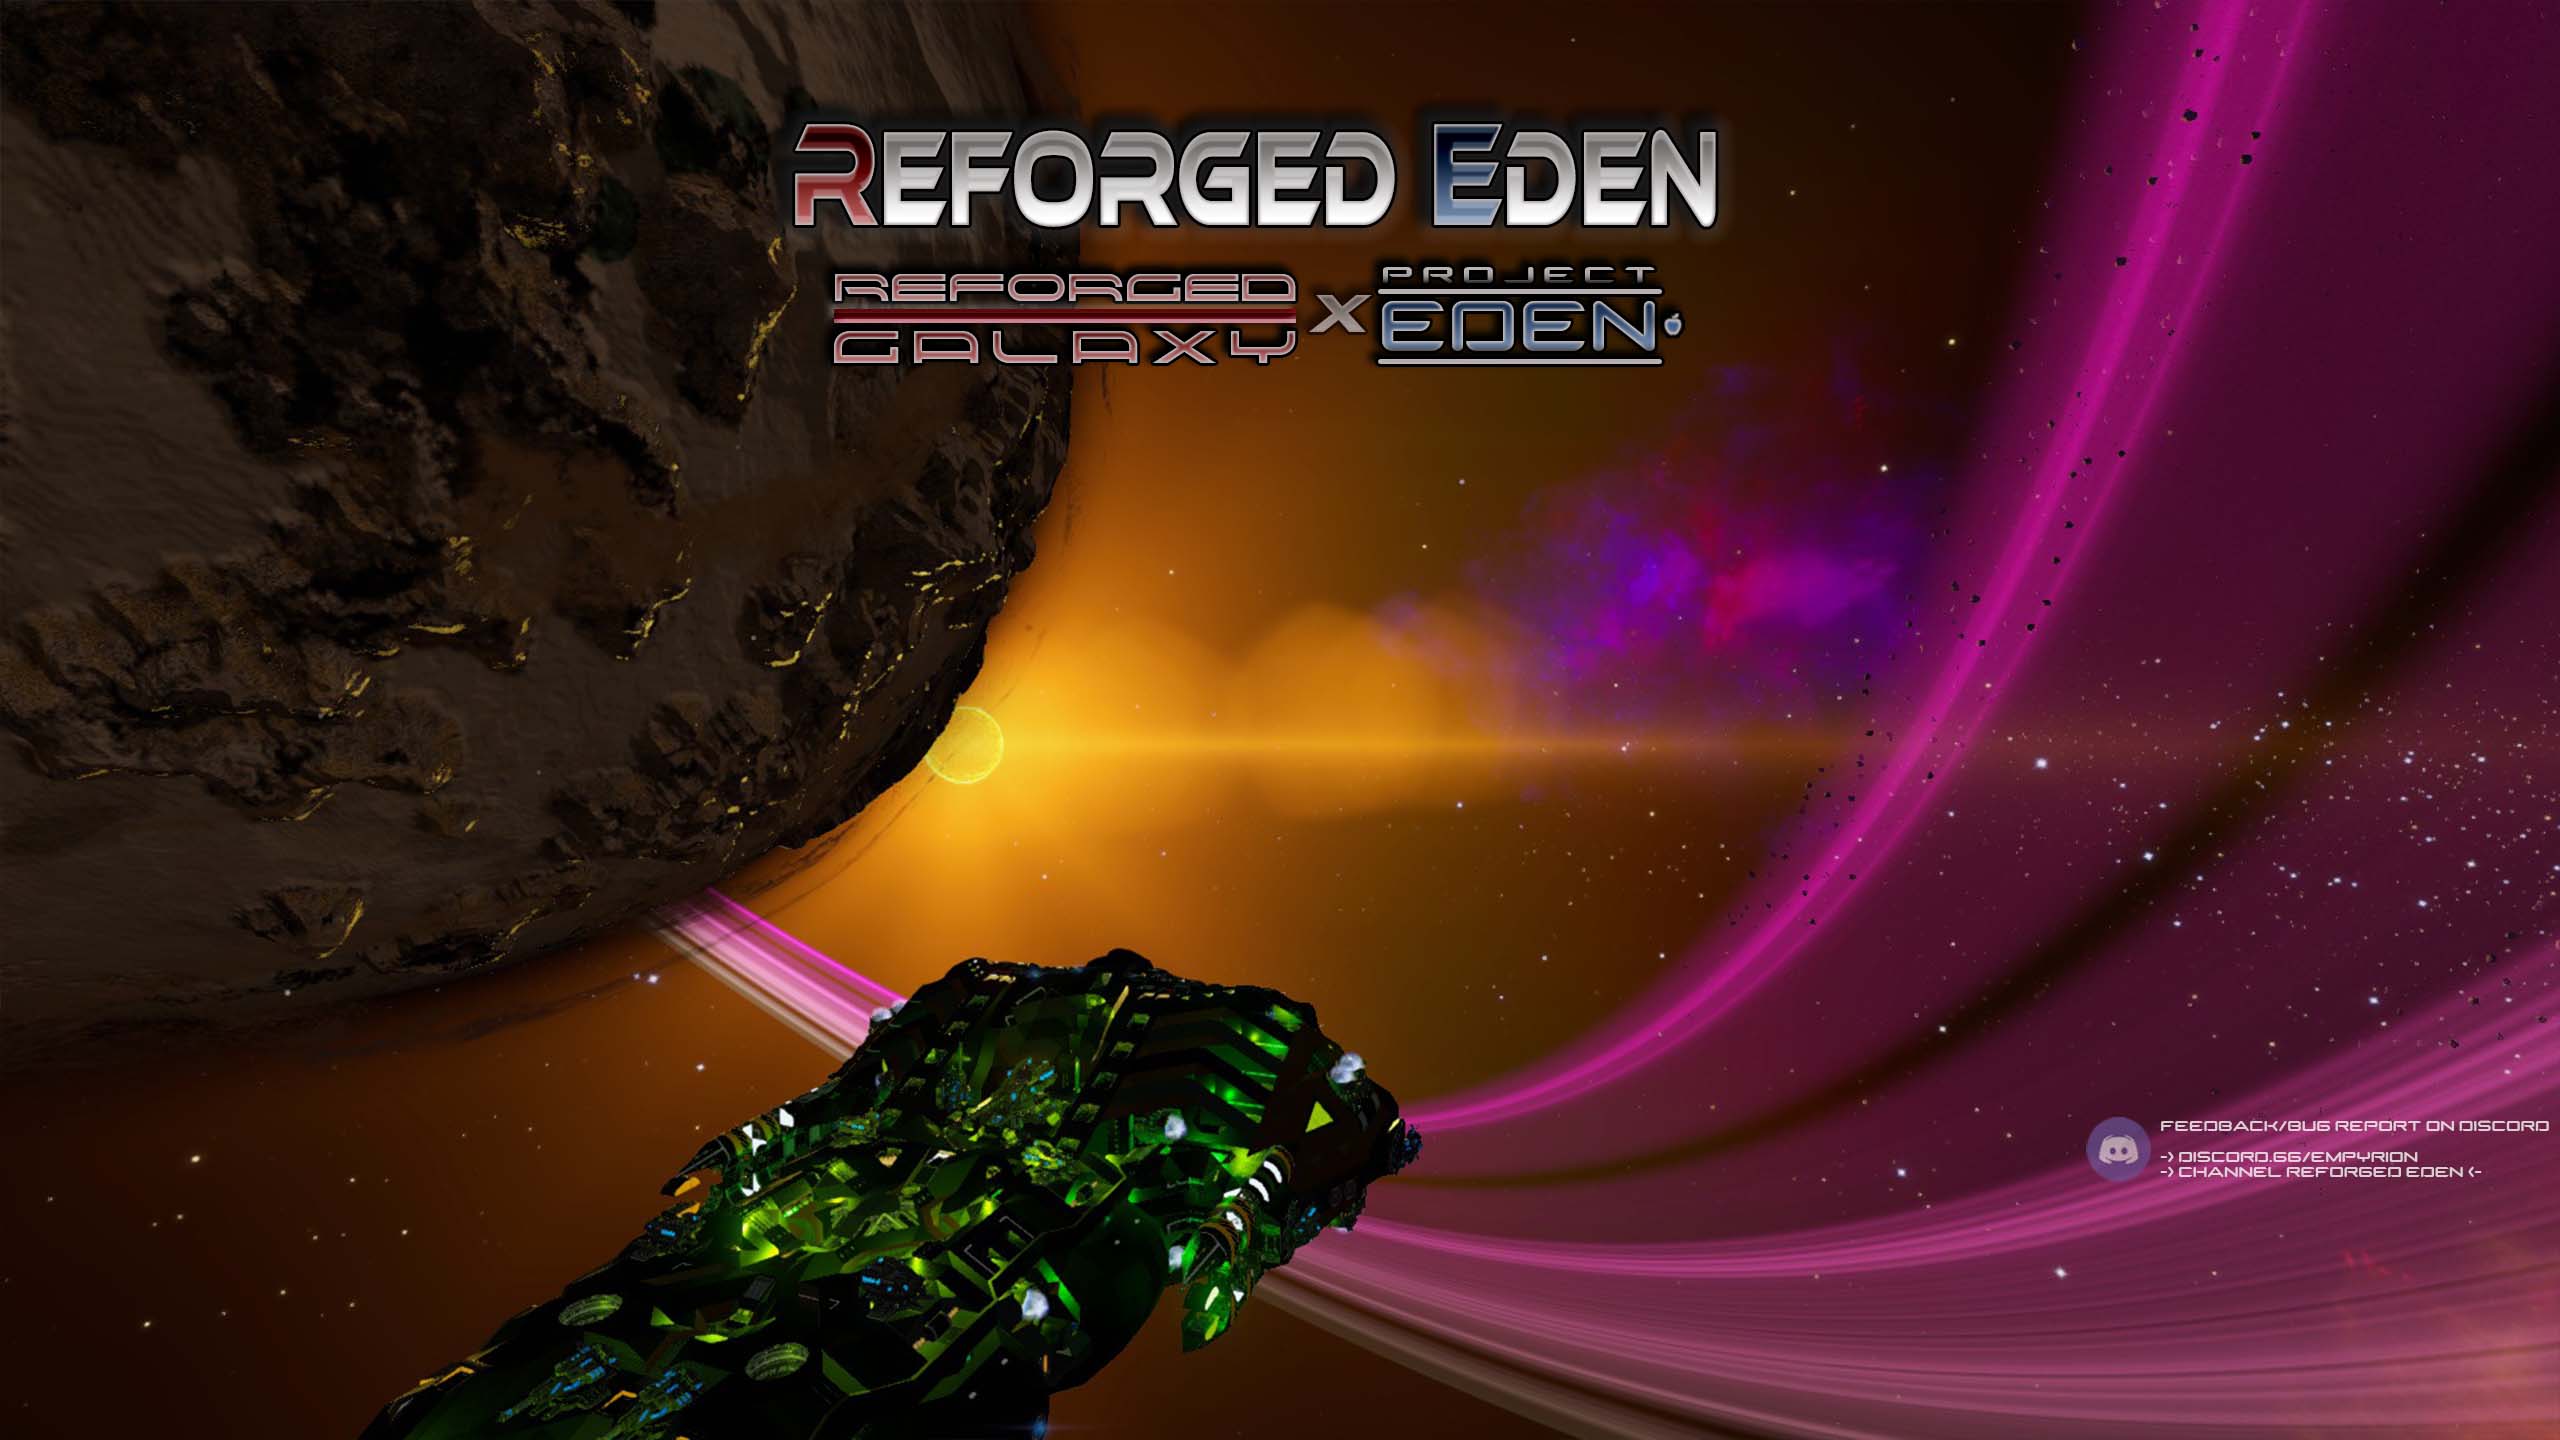 REFORGED EDEN
REFORGED
GALAXY
X
PROJECT
EDEN
FEEDBACK/BUG REPORT ON DISCORD
-> DISCORD.GG/EMPYRION
-> CHANNEL REFORGED EDEN <-